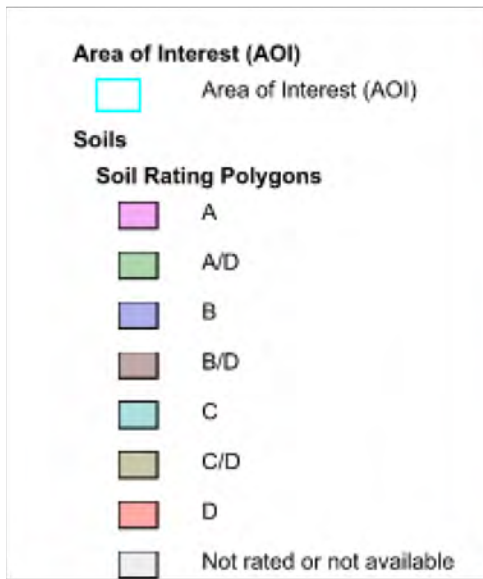 Area of Interest (AOI)
Area of Interest (AOI)
Soils
Soil Rating Polygons
A
A/D
B
B/D
C
C/D
D
Not rated or not available